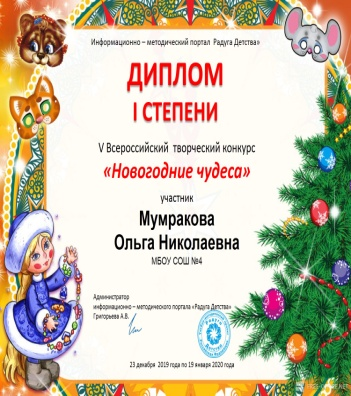 Информационно – методический портал Радуга Детства»
ДИПЛОМ
I СТЕПЕНИ
V Всероссийский творческий конкурс
«Новогодние чудеса»
участник
Мумракова
Ольга Николаевна
МБОУ СОШ №4
Администратор
информационно – методического портала «Радуга Детства»
Григорьева А.В.
23 декабря 2019 года по 19 января 2020 года